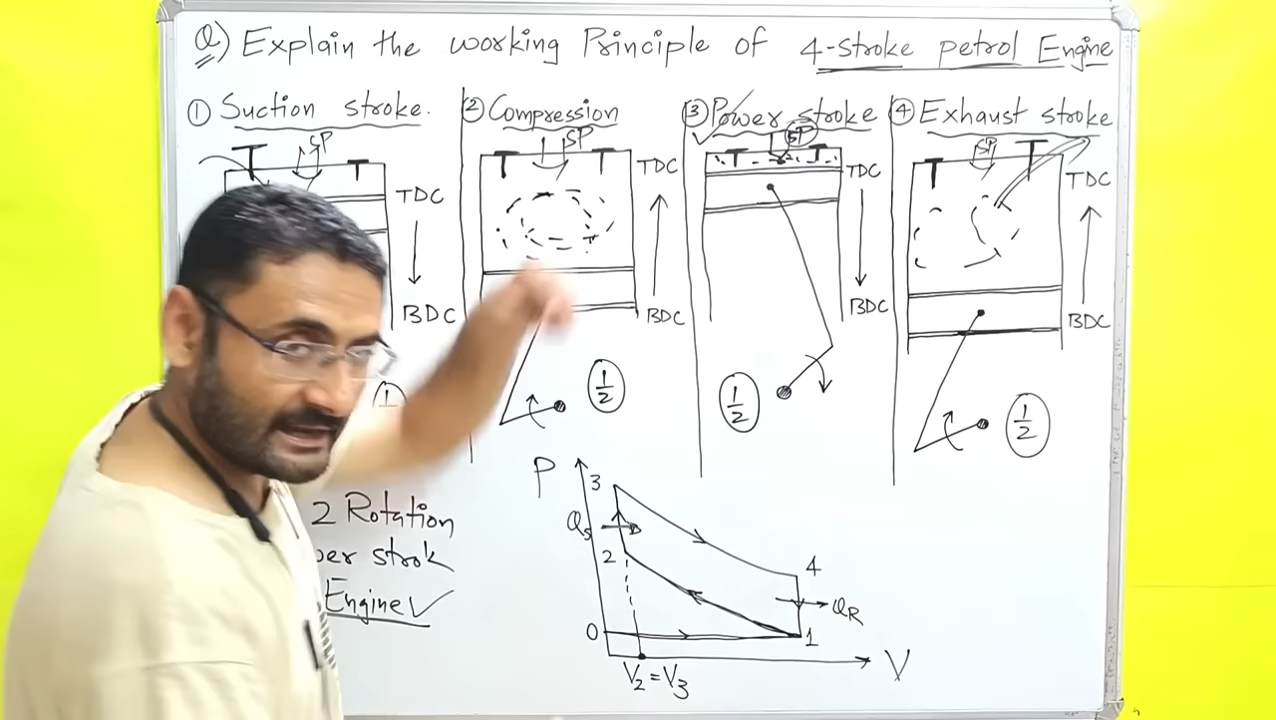 Q) Explain the working Principle of 4-stroke petrol Engine
① Suction stroke.
SP
TDC
BDC
② Compression
SP
TDC
BDC
1/2
③ Power stroke
SP
TDC
BDC
1/2
④ Exhaust stroke
SP
TDC
BDC
1/2
2 Rotation
per strok
Engine ✓
P
3
Qs
2
4
QR
0
1
V2 = V3
V